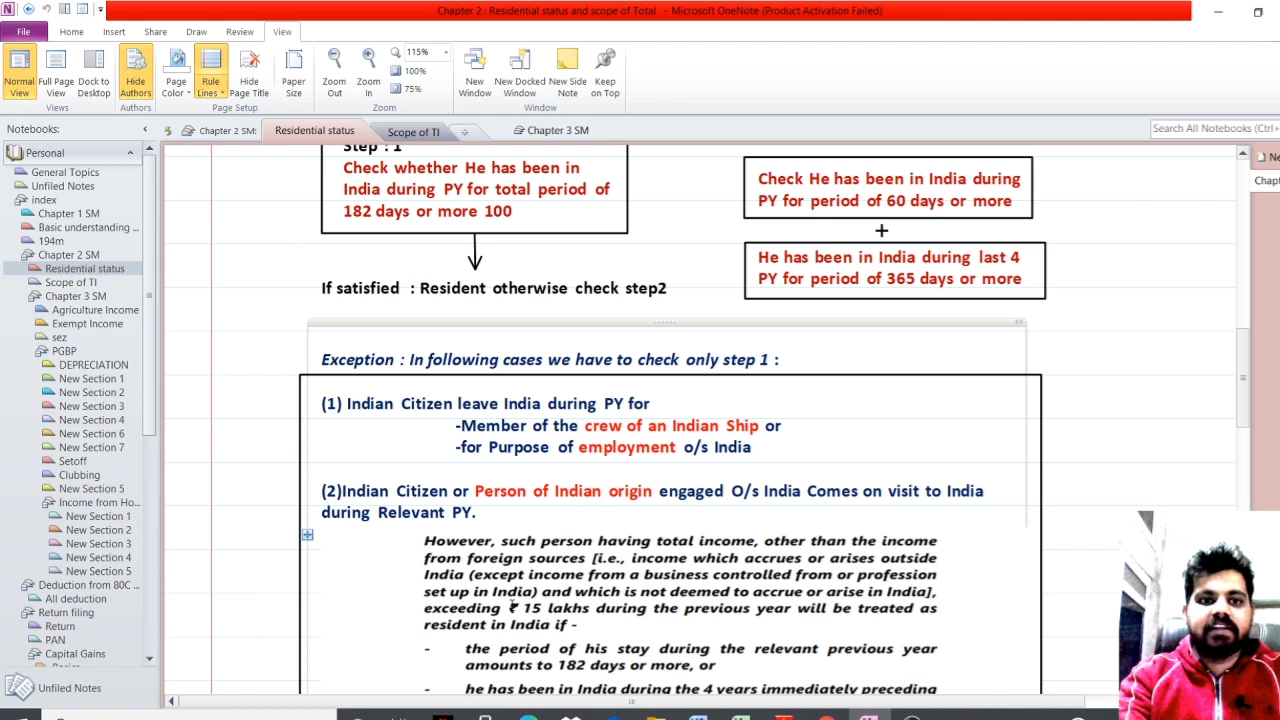 Chapter 2 : Residential status and scope of Total - Microsoft OneNote (Product Activation Failed)
File Home Insert Share Draw Review View
Normal View
Full Page View
Dock to Desktop
Views
Hide Authors
Authors
Page Color
Rule Lines
Hide Page Title
Page Setup
Paper Size
Zoom Out
Zoom In
115%
100%
75%
Zoom
New Window
New Docked Window
New Side Note
Keep on Top
Window
Notebooks:
Chapter 2 SM:
Residential status
Scope of TI
Chapter 3 SM
Search All Notebooks (Ctrl+
Personal
General Topics
Unfiled Notes
index
Chapter 1 SM
Basic understanding ...
194m
Chapter 2 SM
Residential status
Scope of TI
Chapter 3 SM
Agriculture Income
Exempt Income
sez
PGBP
DEPRECIATION
New Section 1
New Section 2
New Section 3
New Section 4
New Section 6
New Section 7
Setoff
Clubbing
New Section 5
Income from Ho...
New Section 1
New Section 2
New Section 3
New Section 4
New Section 5
Deduction from 80C ...
All deduction
Return filing
Return
PAN
Capital Gains
Unfiled Notes
Step : 1
Check whether He has been in
India during PY for total period of
182 days or more 100
If satisfied : Resident otherwise check step2
Check He has been in India during
PY for period of 60 days or more
+
He has been in India during last 4
PY for period of 365 days or more
Ne
Chapt
Exception : In following cases we have to check only step 1 :
(1) Indian Citizen leave India during PY for
-Member of the crew of an Indian Ship or
-for Purpose of employment o/s India
(2)Indian Citizen or Person of Indian origin engaged O/s India Comes on visit to India
during Relevant PY.
However, such person having total income, other than the income
from foreign sources [i.e., income which accrues or arises outside
India (except income from a business controlled from or profession
set up in India) and which is not deemed to accrue or arise in India],
exceeding ₹ 15 lakhs during the previous year will be treated as
resident in India if -
- the period of his stay during the relevant previous year
amounts to 182 days or more, or
- he has been in India during the 4 years immediately preceding